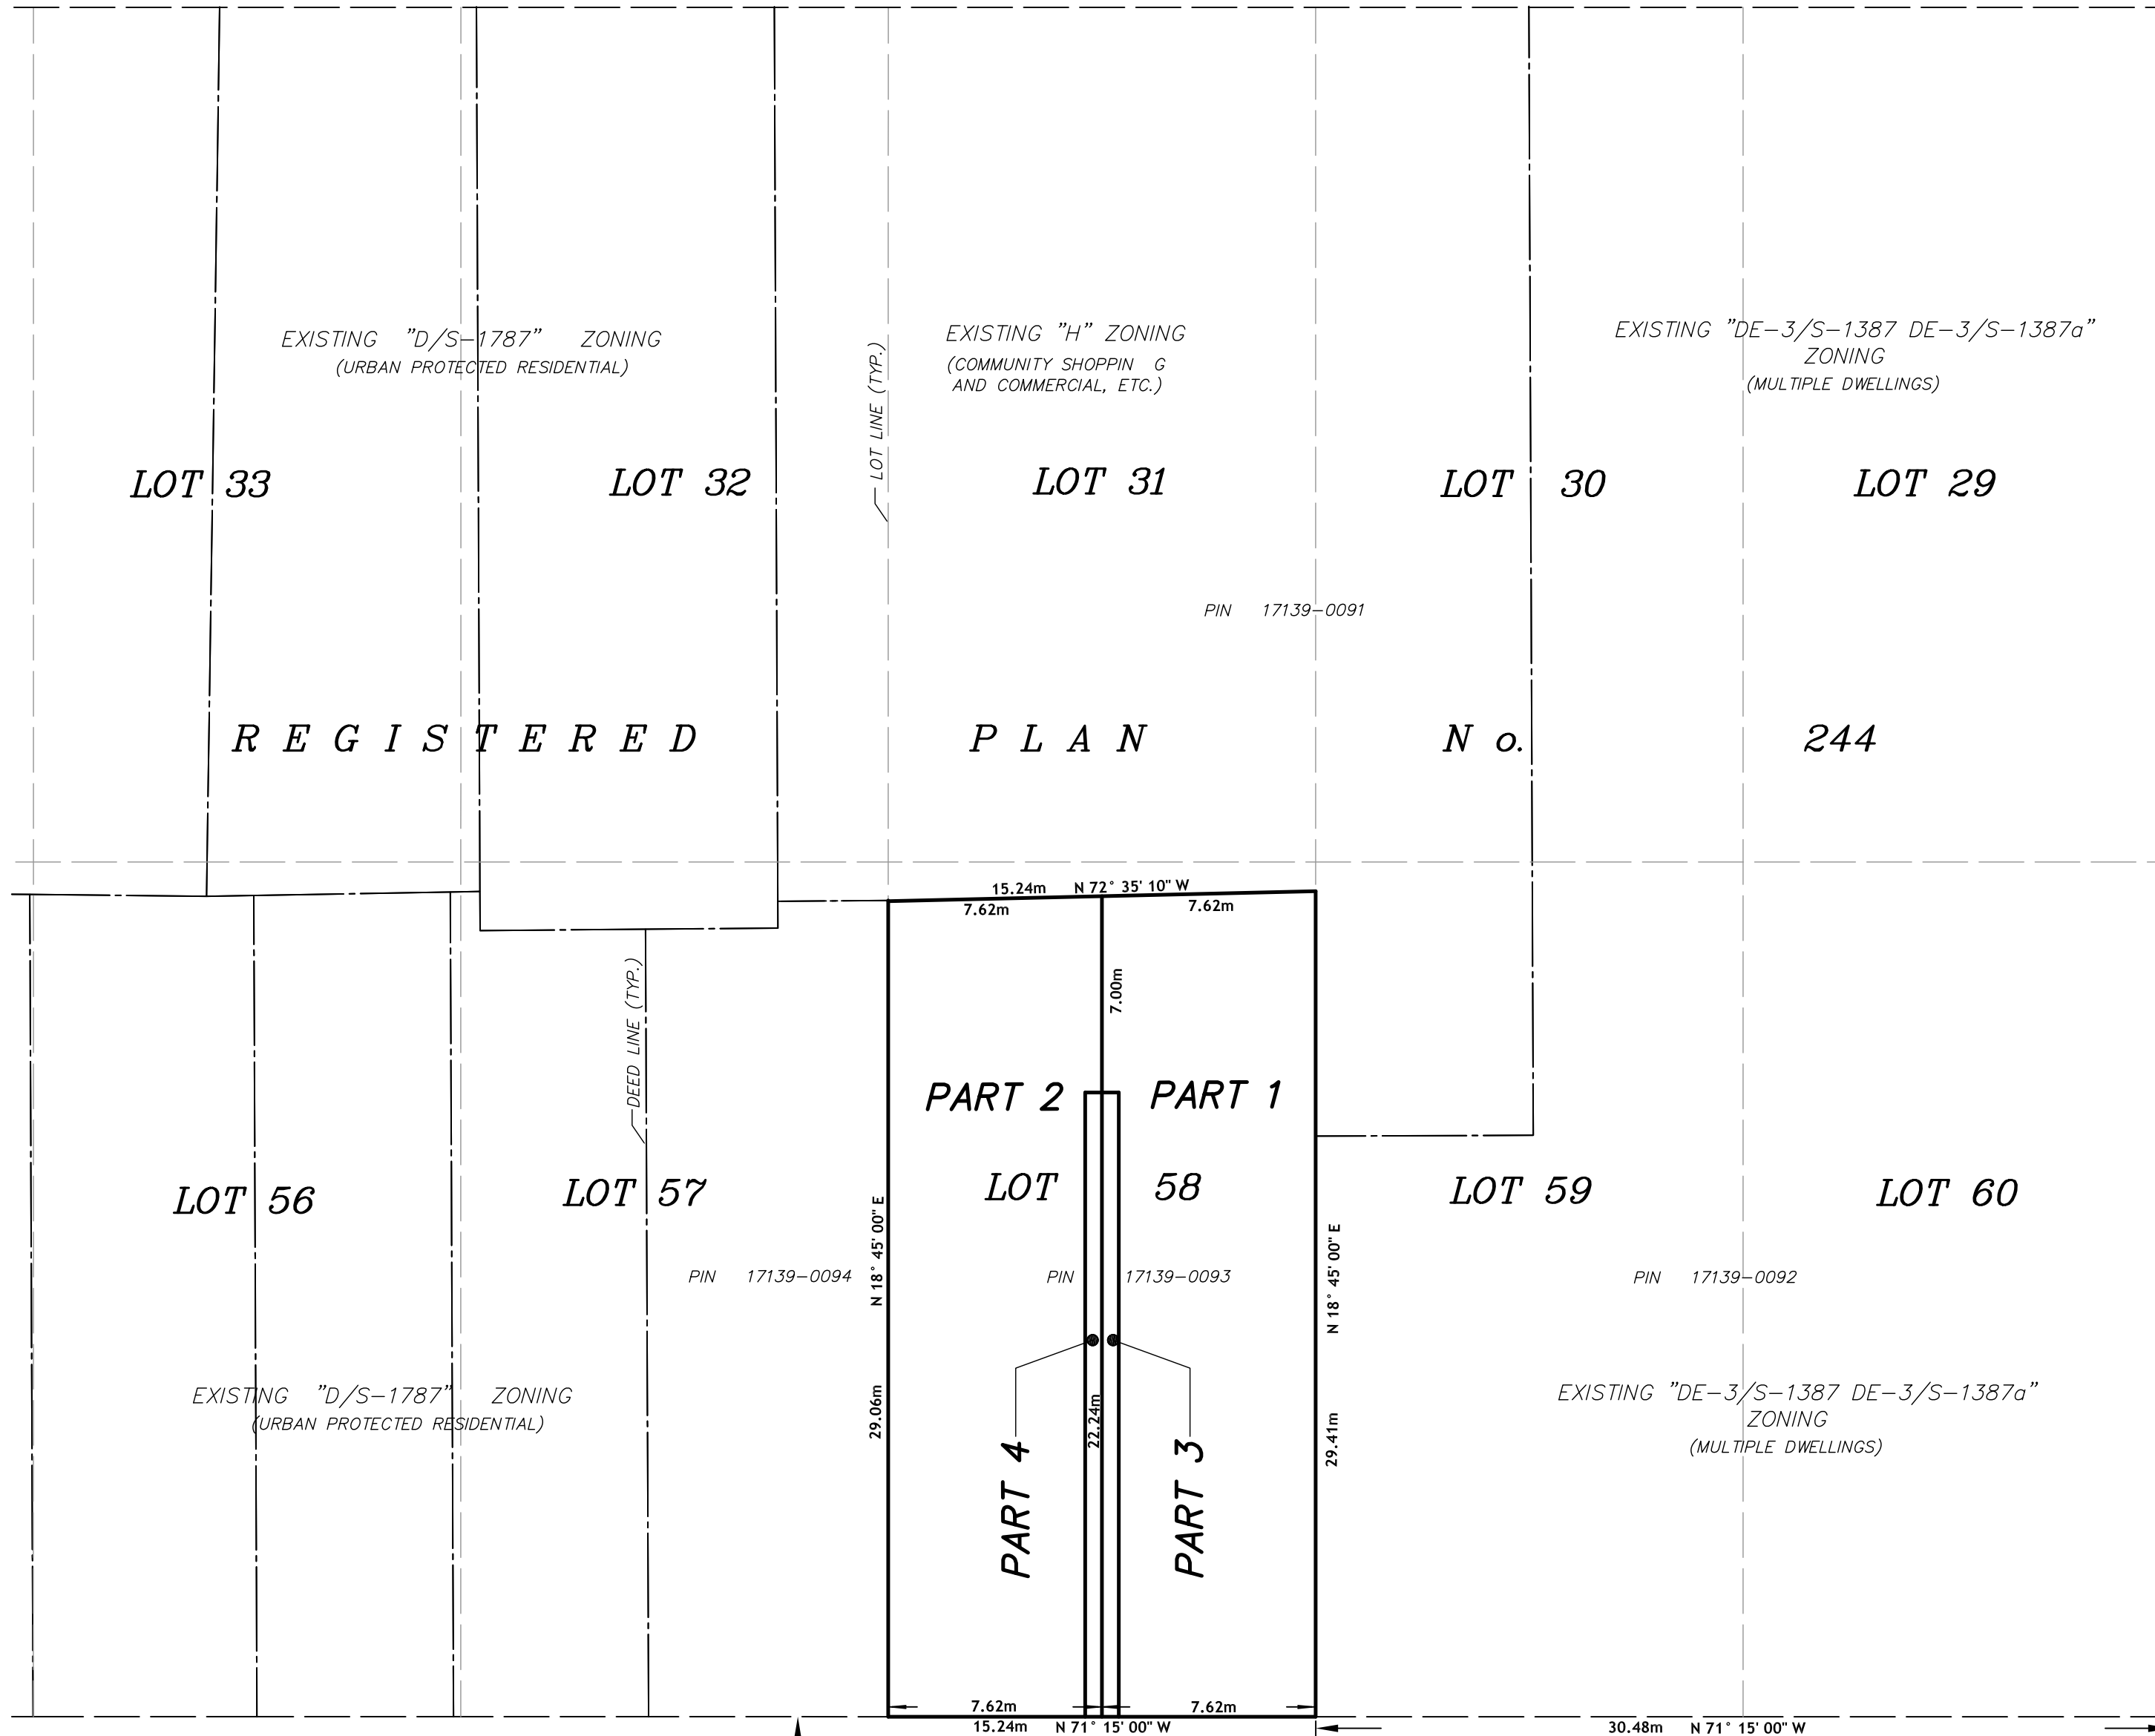 EXISTING "D/S-1787" ZONING
(URBAN PROTECTED RESIDENTIAL)
LOT LINE (TYP.)
EXISTING "H" ZONING
(COMMUNITY SHOPPIN G
AND COMMERCIAL, ETC.)
EXISTING "DE-3/S-1387 DE-3/S-1387a"
ZONING
(MULTIPLE DWELLINGS)
LOT 33
LOT 32
LOT 31
LOT 30
LOT 29
PIN 17139-0091
R E G I S T E R E D P L A N N o. 244
15.24m N 72° 35' 10" W
7.62m
7.62m
DEED LINE (TYP.)
7.00m
PART 2
PART 1
LOT 56
LOT 57
LOT 58
LOT 59
LOT 60
N 18° 45' 00" E
N 18° 45' 00" E
PIN 17139-0094
PIN 17139-0093
PIN 17139-0092
EXISTING "D/S-1787" ZONING
(URBAN PROTECTED RESIDENTIAL)
29.06m
22.24m
29.41m
EXISTING "DE-3/S-1387 DE-3/S-1387a"
ZONING
(MULTIPLE DWELLINGS)
PART 4
PART 3
7.62m
7.62m
15.24m N 71° 15' 00" W
30.48m N 71° 15' 00" W